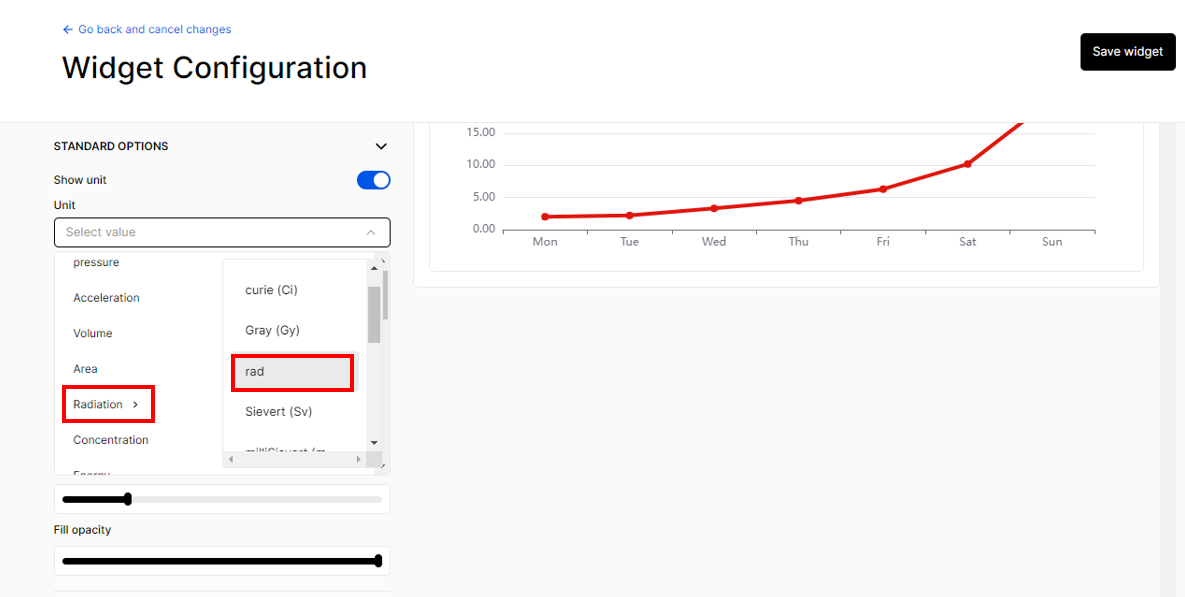 Go back and cancel changes
Widget Configuration
Save widget
STANDARD OPTIONS
Show unit
Unit
Select value
pressure
Acceleration
Volume
Area
Radiation
Concentration
Energy
curie (Ci)
Gray (Gy)
rad
Sievert (Sv)
Fill opacity
15.00
10.00
5.00
0.00
Mon Tue Wed Thu Fri Sat Sun